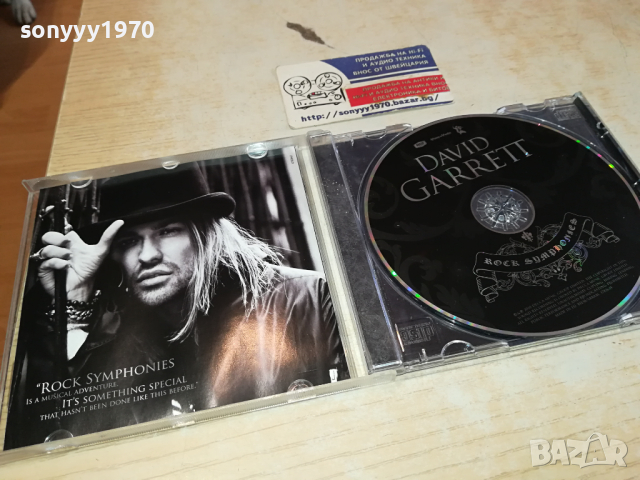 sonyyy1970
ПРОДАЖБА НА HI-FI
И АУДИО ТЕХНИКА
ВНОС ОТ ШВЕЙЦАРИЯ
http://sonyyy1970.bazar.bg/
DAVID
GARRETT
ROCK SYMPHONIES
"ROCK SYMPHONIES
IS A MUSICAL ADVENTURE.
IT'S SOMETHING SPECIAL
THAT HASN'T BEEN DONE LIKE THIS BEFORE."
BAZAR